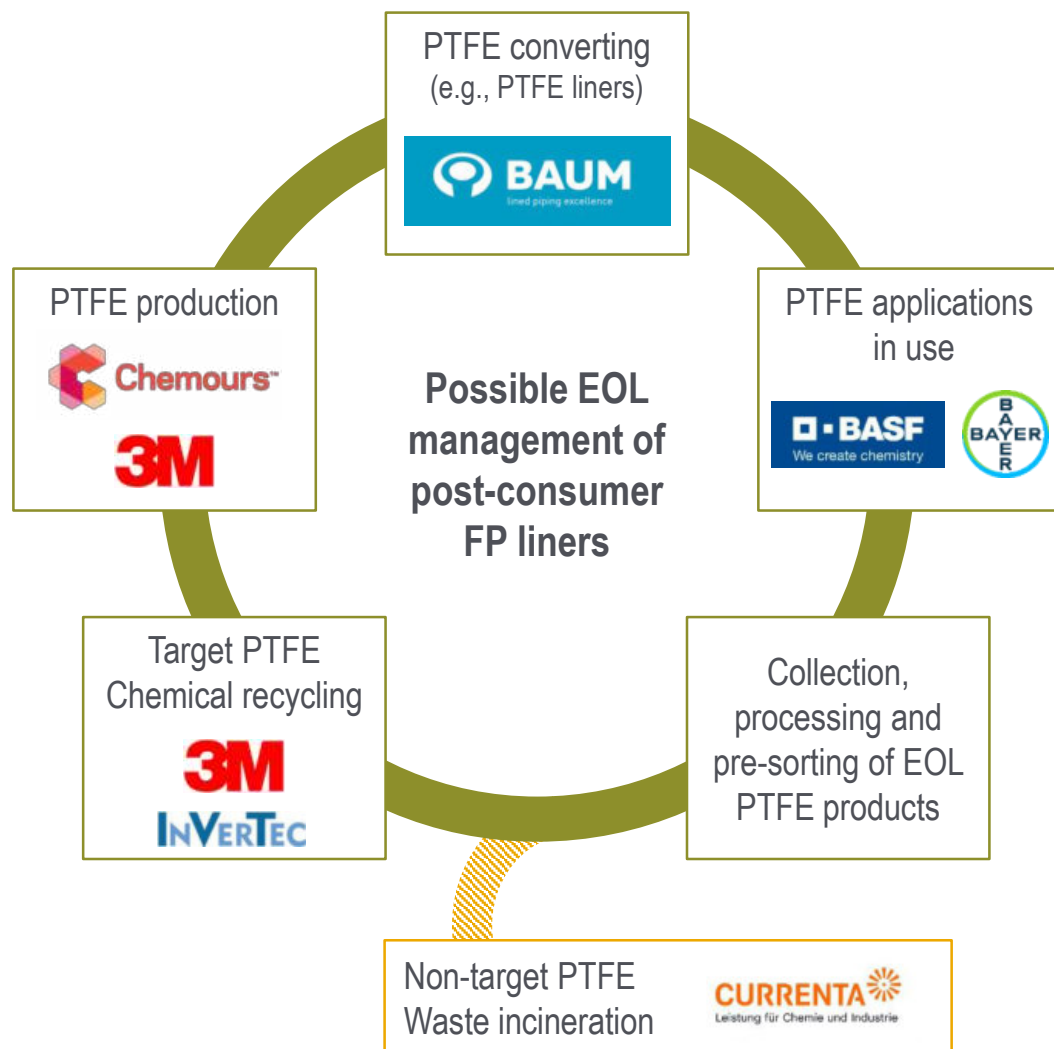 PTFE converting
(e.g., PTFE liners)
BAUM
lined piping excellence
PTFE production
Chemours™
3M
Possible EOL
management of
post-consumer
FP liners
PTFE applications
in use
BASF
We create chemistry
BAYER
BAYER
Target PTFE
Chemical recycling
3M
INVERTEC
Collection,
processing and
pre-sorting of EOL
PTFE products
Non-target PTFE
Waste incineration
CURRENTA
Leistung für Chemie und Industrie